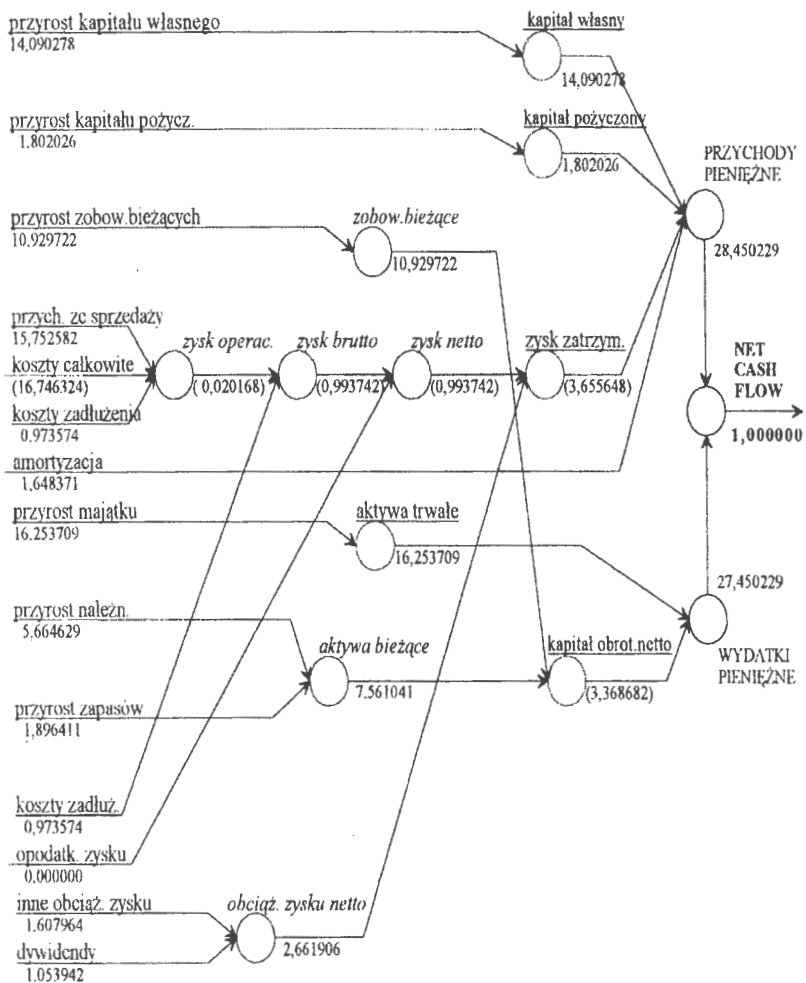 przyrost kapitału własnego
14,090278
kapitał własny
14,090278
przyrost kapitału pożycz.
1,802026
kapitał pożyczony
1,802026
PRZYCHODY
PIENIĘŻNE
28,450229
przyrost zobow.bieżących
10,929722
zobow.bieżące
10,929722
przych. ze sprzedaży
15,752582
koszty całkowite
(16,746324)
koszty zadłużenia
0,973574
zysk operac.
( 0,020168)
zysk brutto
(0,993742)
zysk netto
(0,993742)
zysk zatrzym.
(3,655648)
NET
CASH
FLOW
1,000000
amortyzacja
1,648371
przyrost majątku
16,253709
aktywa trwałe
16,253709
27,450229
WYDATKI
PIENIĘŻNE
przyrost należn.
5,664629
aktywa bieżące
7.561041
kapitał obrot.netto
(3,368682)
przyrost zapasów
1,896411
koszty zadłuż.
0,973574
opodatk. zysku
0,000000
inne obciąż. zysku
1.607964
obciąż. zysku netto
2,661906
dywidendy
1.053942